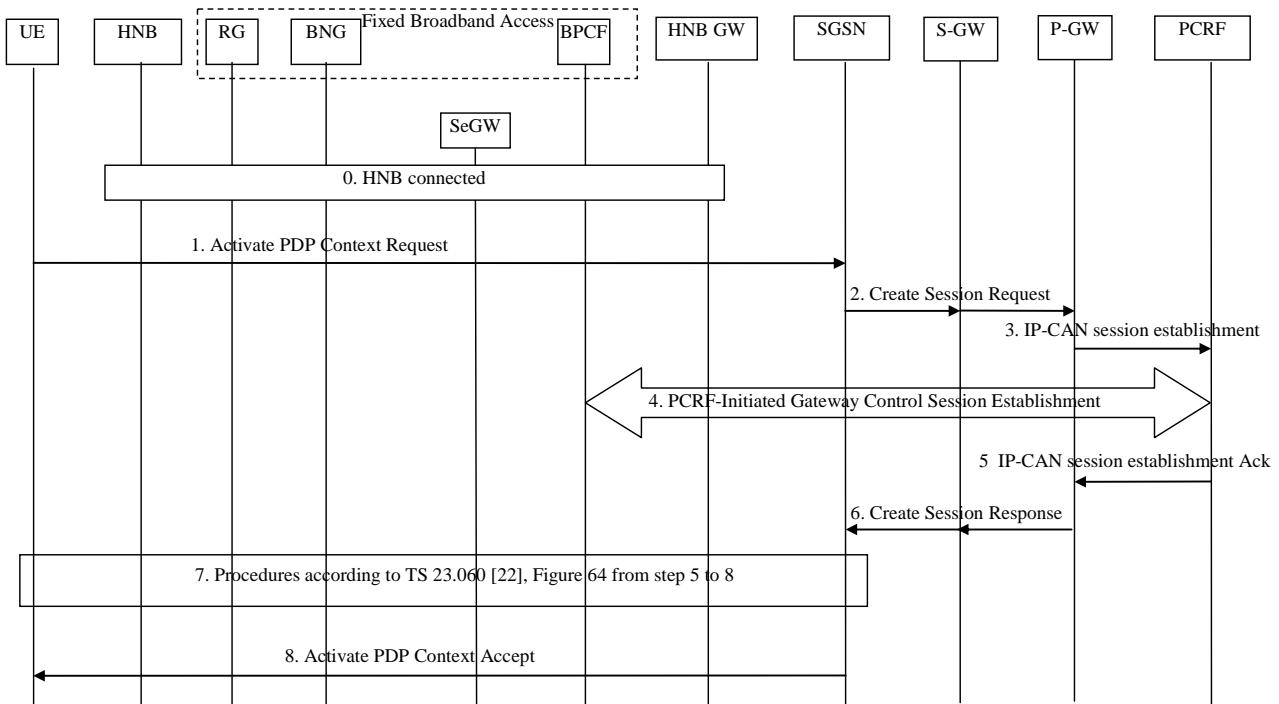 Fixed Broadband Access
UE
HNB
RG
BNG
BPCF
HNB GW
SGSN
S-GW
P-GW
PCRF
SeGW
0. HNB connected
1. Activate PDP Context Request
2. Create Session Request
3. IP-CAN session establishment
4. PCRF-Initiated Gateway Control Session Establishment
5 IP-CAN session establishment Ack
6. Create Session Response
7. Procedures according to TS 23.060 [22], Figure 64 from step 5 to 8
8. Activate PDP Context Accept